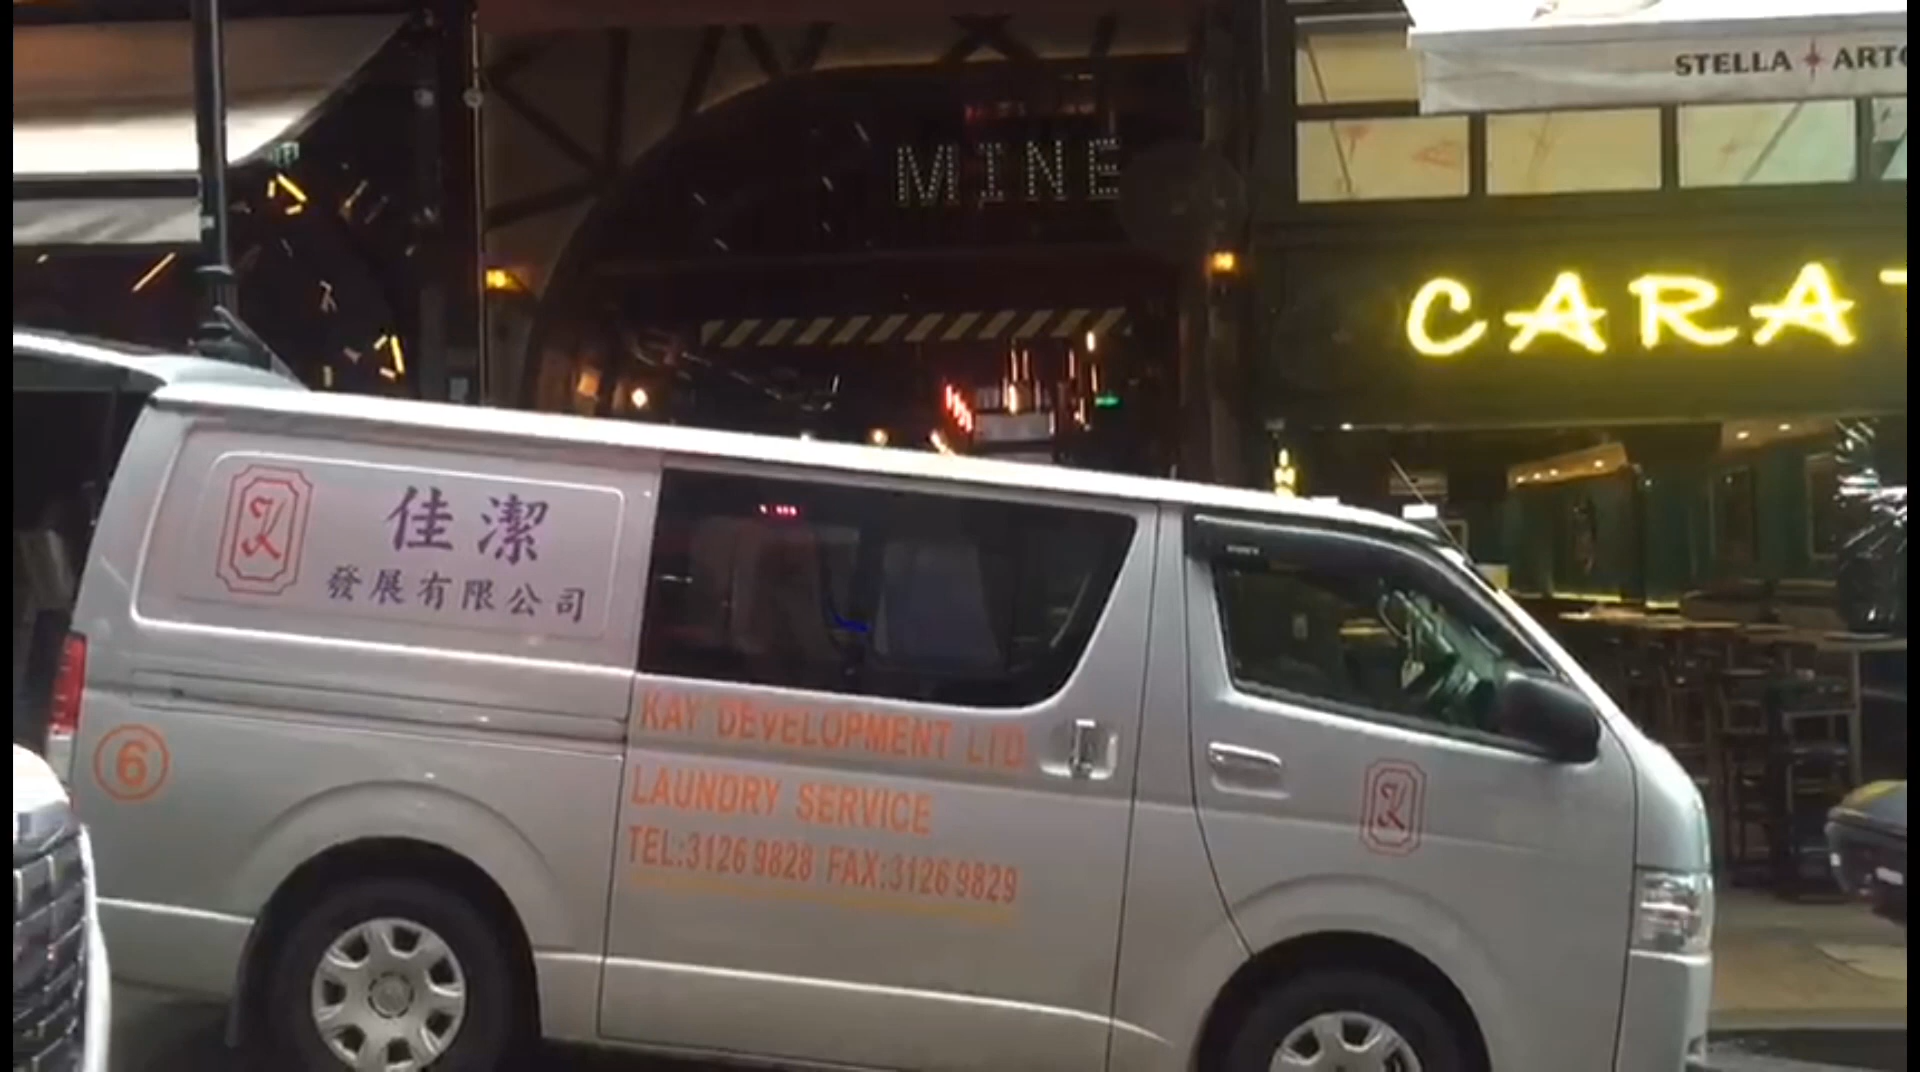 STELLA ARTO
MINE
CARAT
K
佳潔
發展有限公司
KAY DEVELOPMENT LTD.
LAUNDRY SERVICE
TEL:3126 9828 FAX:3126 9829
6
K